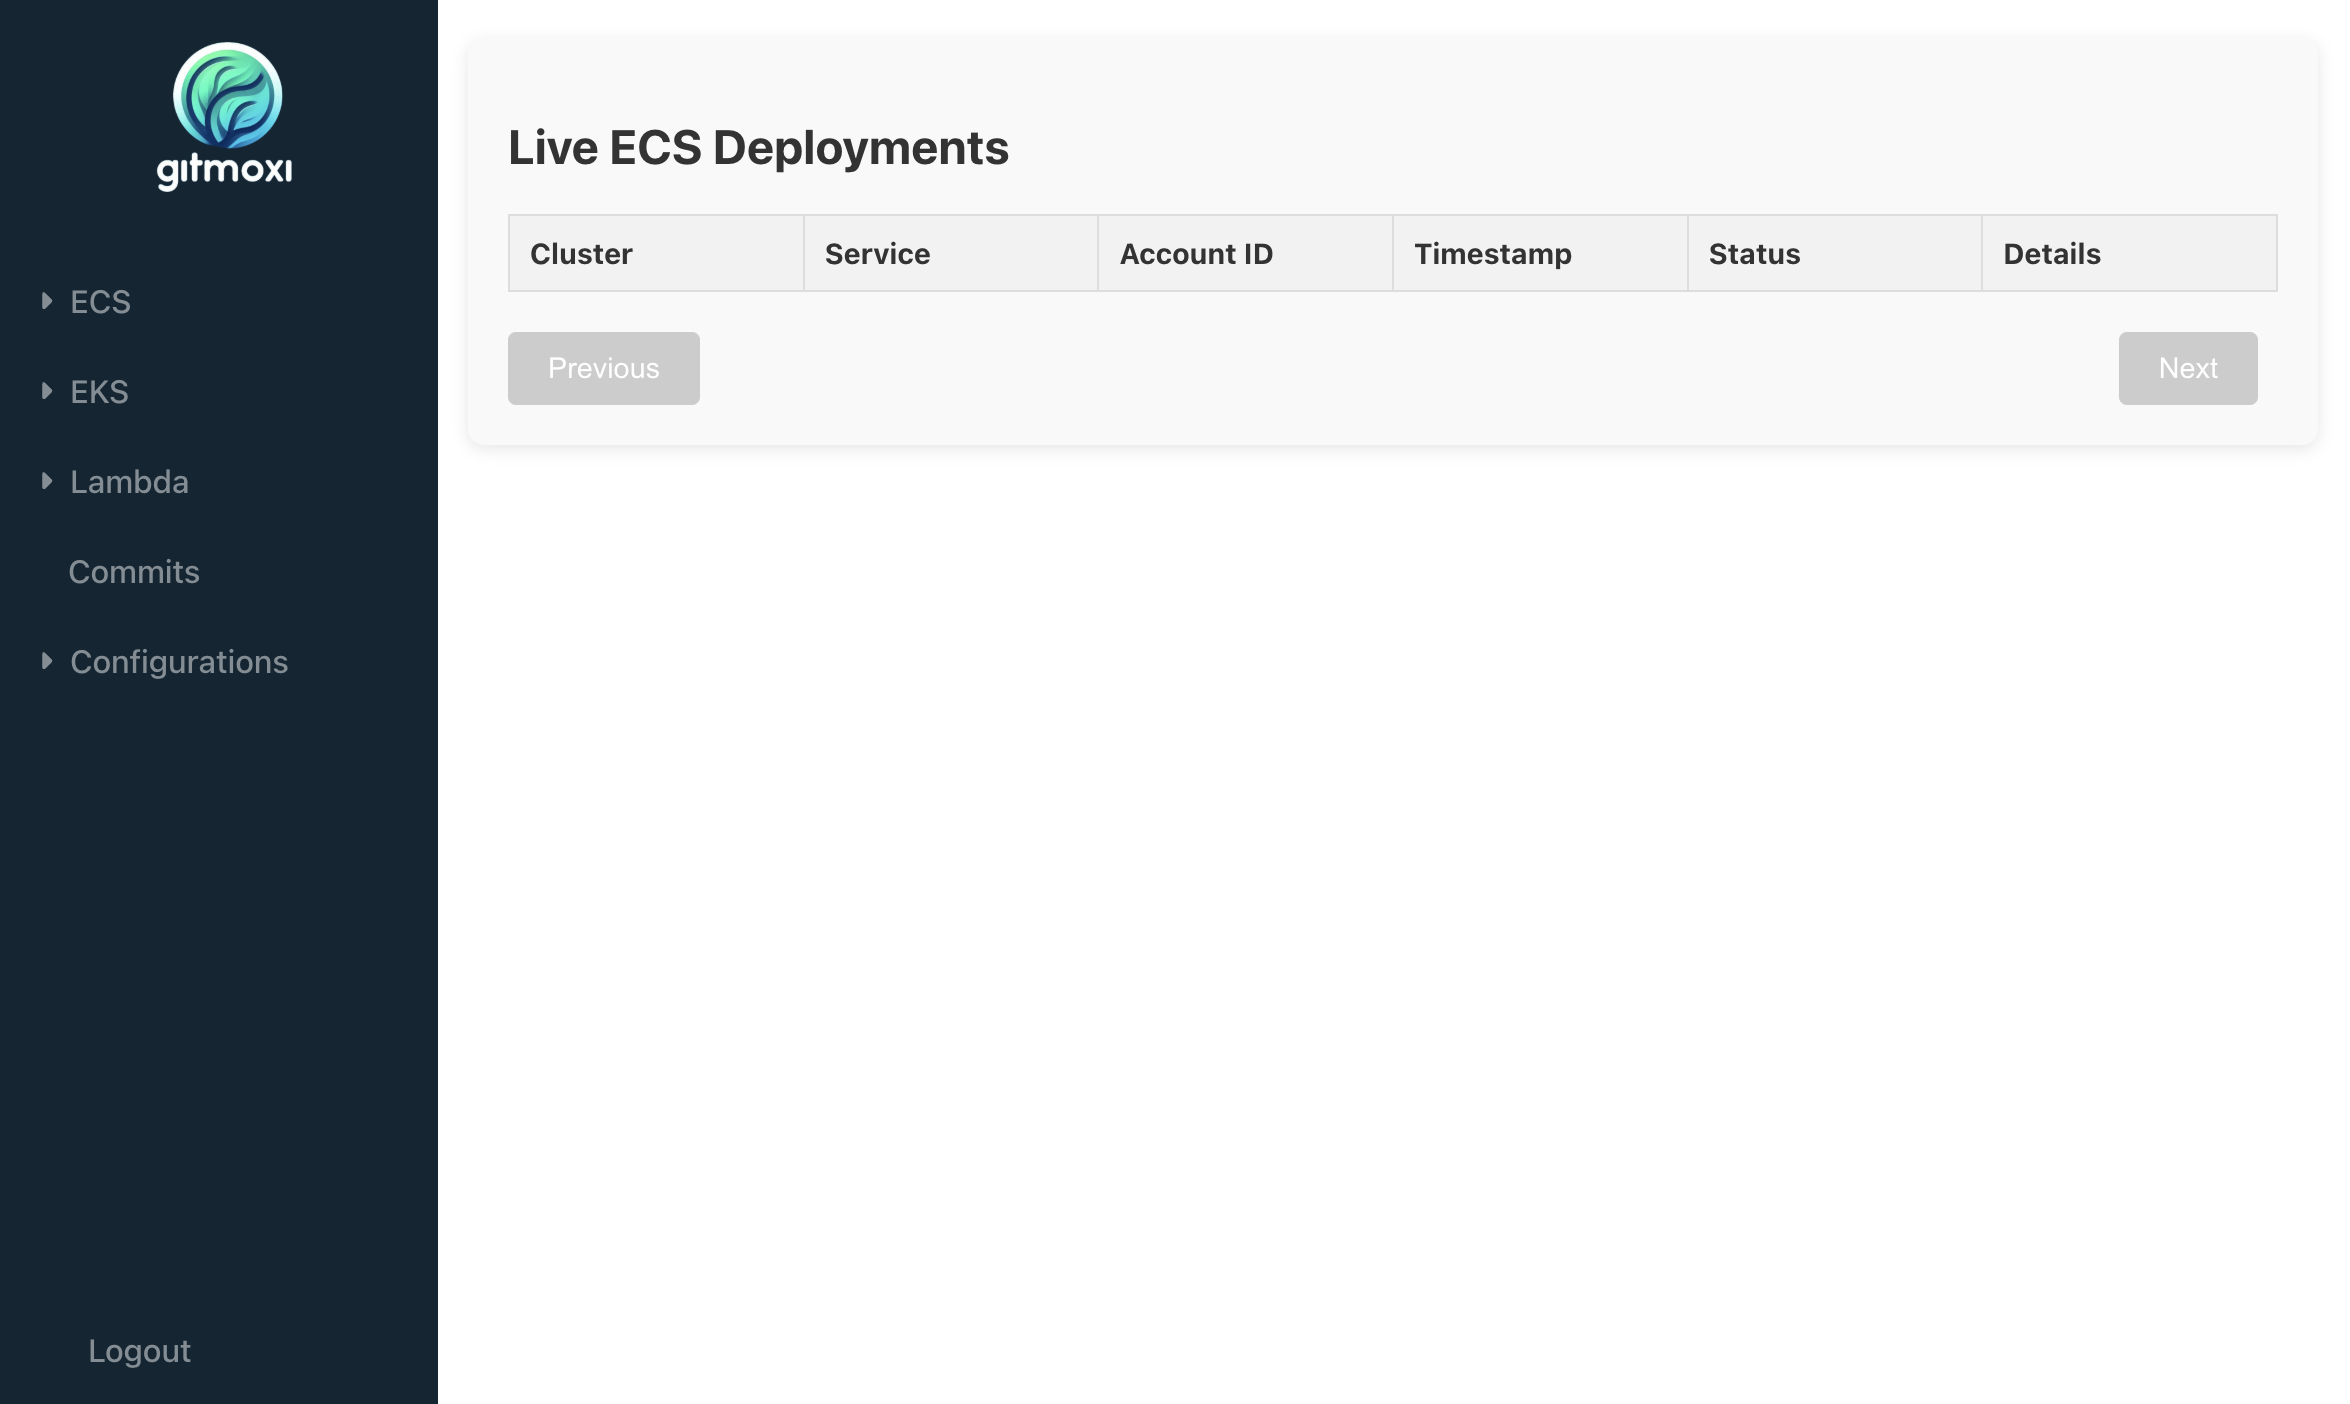 gitmoxi
ECS
EKS
Lambda
Commits
Configurations
Logout
Live ECS Deployments
Cluster Service Account ID Timestamp Status Details
Previous Next